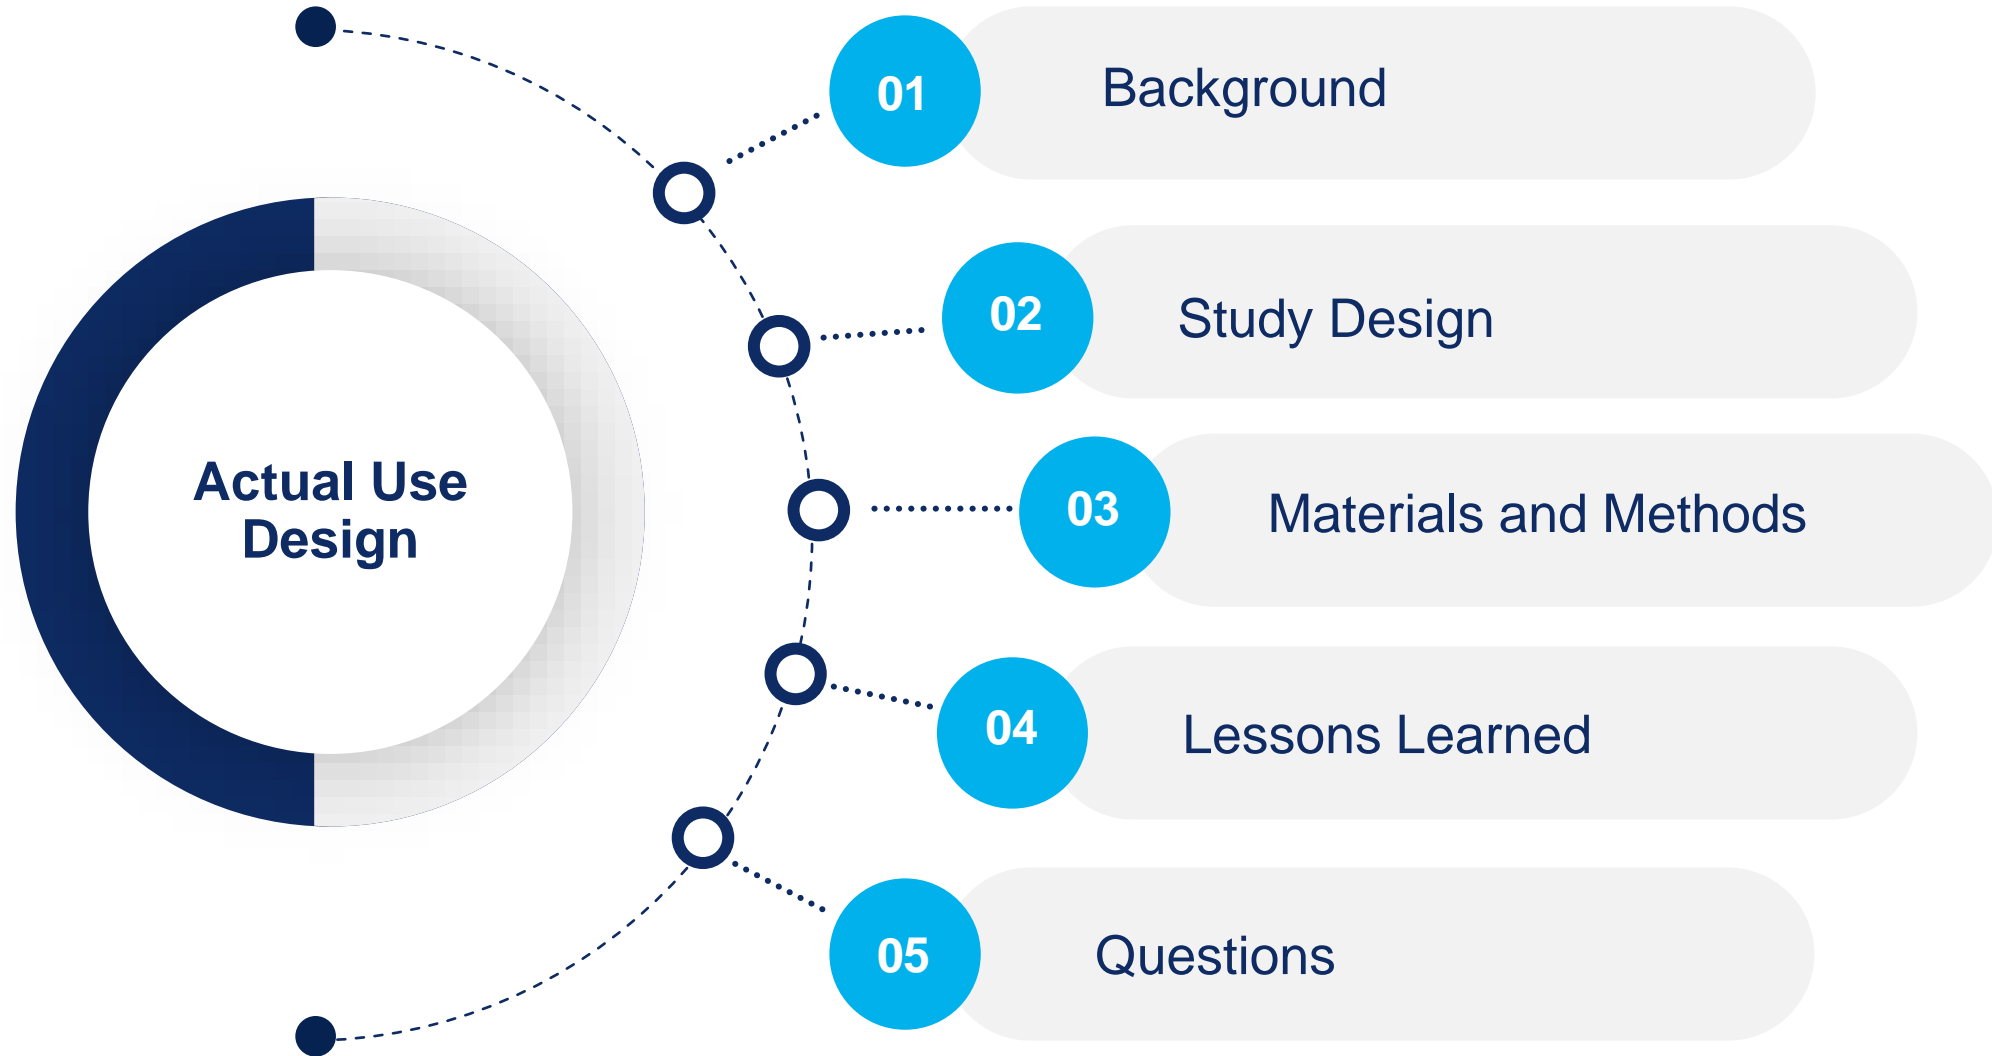 Actual Use
Design
01
Background
02
Study Design
03
Materials and Methods
04
Lessons Learned
05
Questions